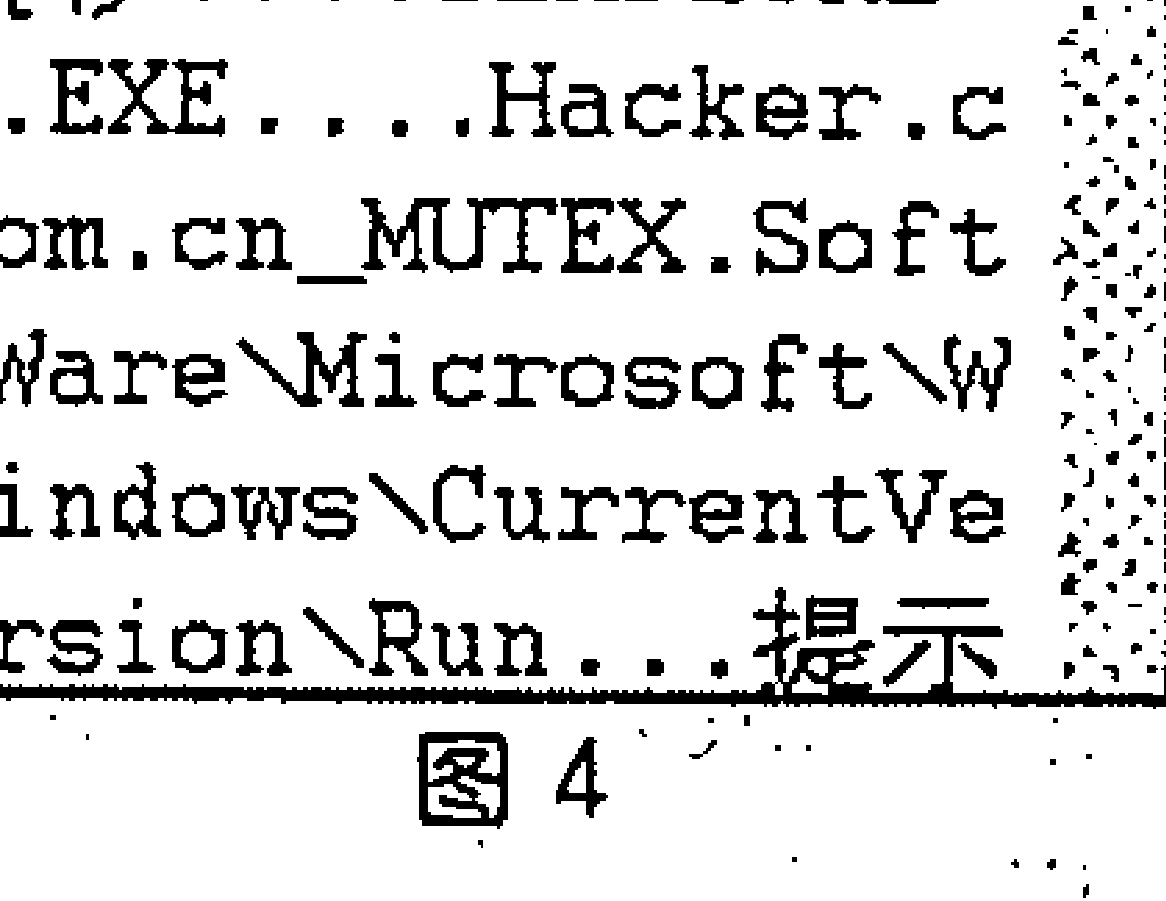 .EXE....Hacker.c
om.cn_MUTEX.Soft
Ware\Microsoft\W
indows\CurrentVe
rsion\Run...提示
图 4